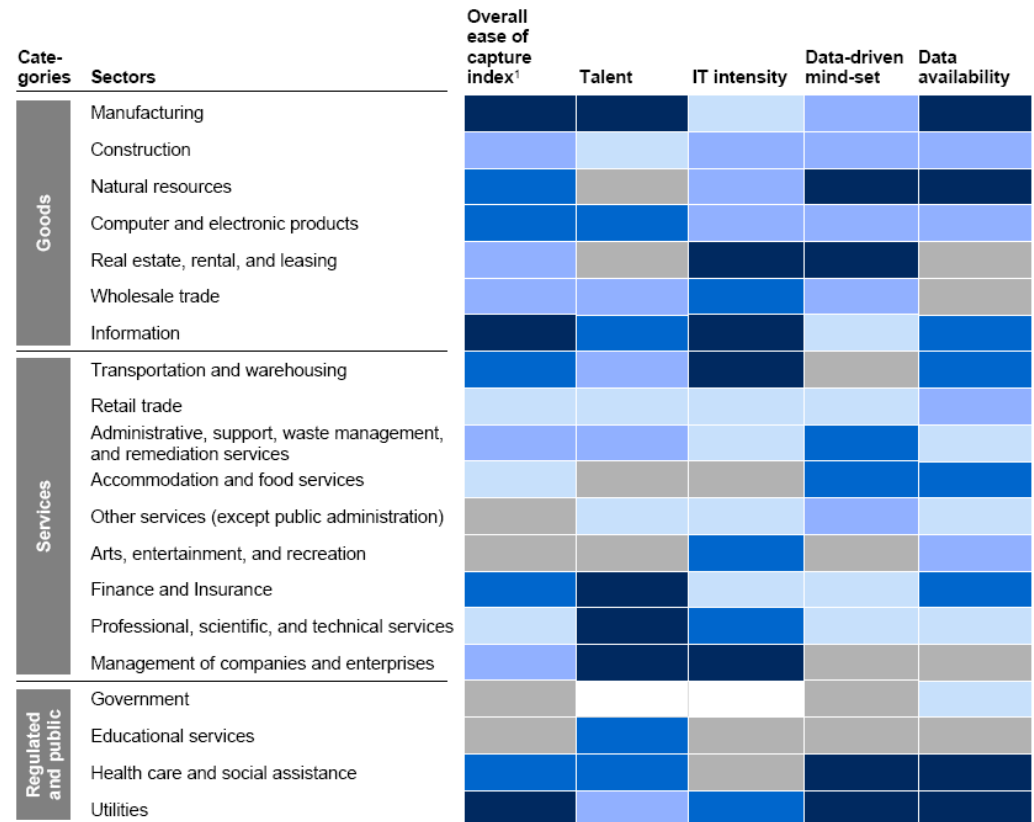 Overall
ease of
capture
index1
Cate-
gories
Sectors
Talent
IT intensity
Data-driven
mind-set
Data
availability
Goods
Manufacturing
Construction
Natural resources
Computer and electronic products
Real estate, rental, and leasing
Wholesale trade
Information
Services
Transportation and warehousing
Retail trade
Administrative, support, waste management,
and remediation services
Accommodation and food services
Other services (except public administration)
Arts, entertainment, and recreation
Finance and Insurance
Professional, scientific, and technical services
Management of companies and enterprises
Regulated
and public
Government
Educational services
Health care and social assistance
Utilities